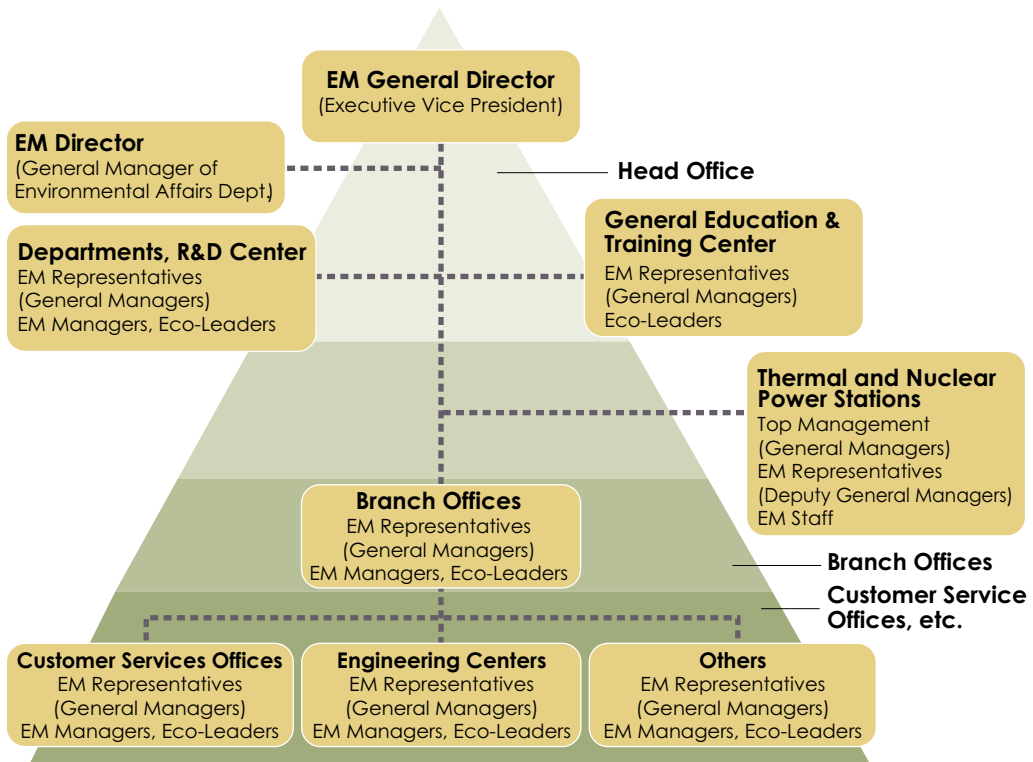 EM General Director
(Executive Vice President)
EM Director
(General Manager of
Environmental Affairs Dept.)
Head Office
Departments, R&D Center
EM Representatives
(General Managers)
EM Managers, Eco-Leaders
General Education &
Training Center
EM Representatives
(General Managers)
Eco-Leaders
Thermal and Nuclear
Power Stations
Top Management
(General Managers)
EM Representatives
(Deputy General Managers)
EM Staff
Branch Offices
EM Representatives
(General Managers)
EM Managers, Eco-Leaders
Branch Offices
Customer Service
Offices, etc.
Customer Services Offices
EM Representatives
(General Managers)
EM Managers, Eco-Leaders
Engineering Centers
EM Representatives
(General Managers)
EM Managers, Eco-Leaders
Others
EM Representatives
(General Managers)
EM Managers, Eco-Leaders